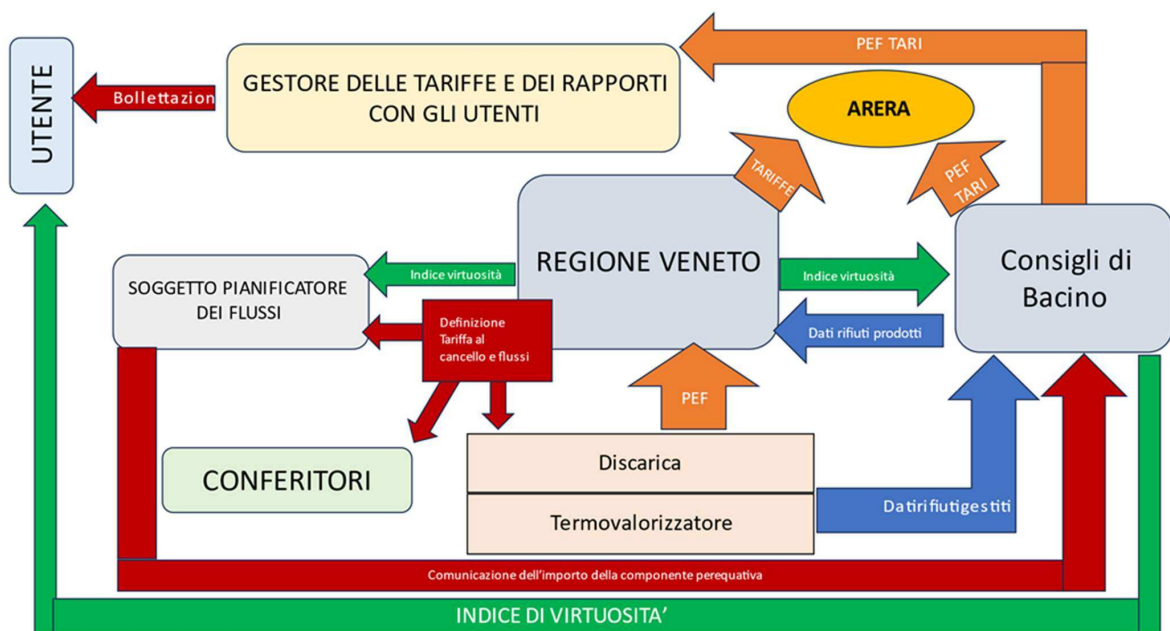 PEF TARI
UTENTE
Bollettazion
GESTORE DELLE TARIFFE E DEI RAPPORTI
CON GLI UTENTI
ARERA
TARIFFE
PEF
TARI
REGIONE VENETO
Consigli di
Bacino
Indice virtuosità
Indice virtuosità
SOGGETTO PIANIFICATORE
DEI FLUSSI
Definizione
Tariffa al
cancello e flussi
Dati rifiuti prodotti
PEF
CONFERITORI
Discarica
Termovalorizzatore
Datirifiutigestiti
Comunicazione dell'importo della componente perequativa
INDICE DI VIRTUOSITA'